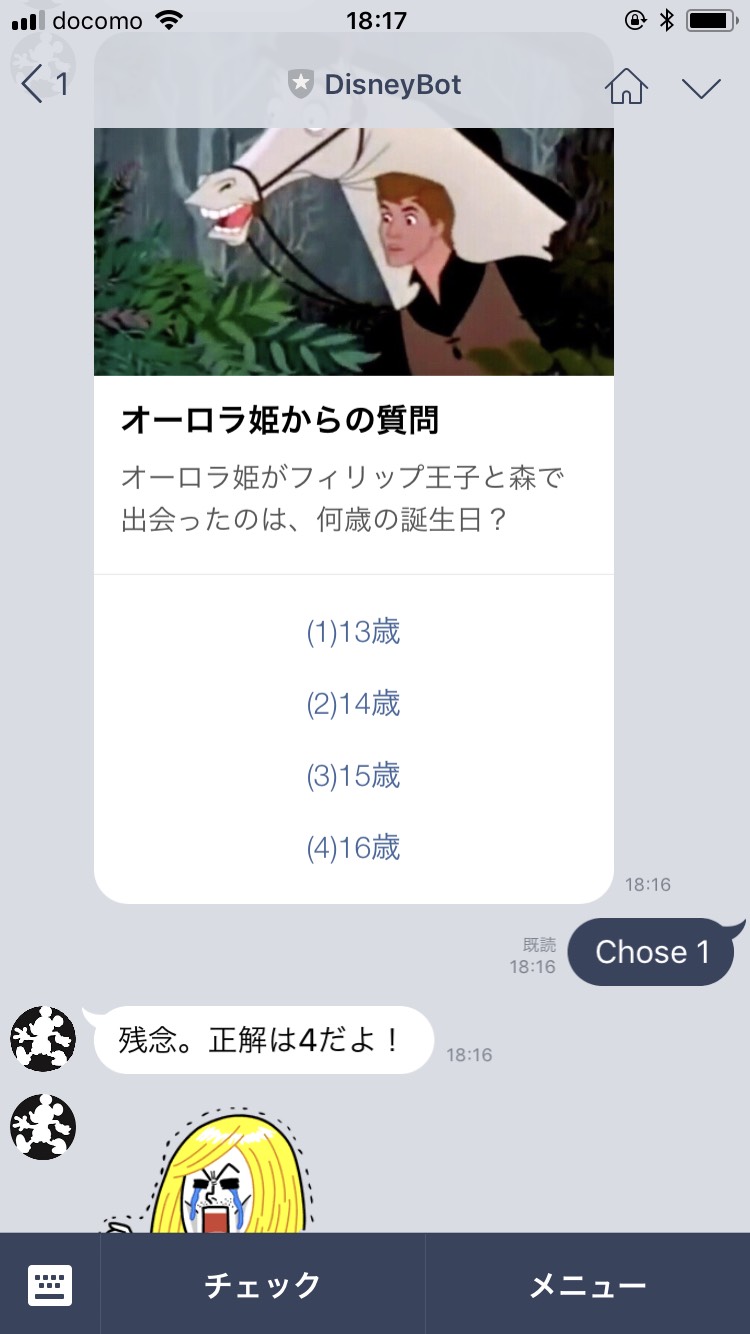 docomo 18:17
1 DisneyBot
オーロラ姫からの質問
オーロラ姫がフィリップ王子と森で
出会ったのは、何歳の誕生日？
(1)13歳
(2)14歳
(3)15歳
(4)16歳
18:16
既読
18:16
Chose 1
残念。正解は4だよ！
18:16
チェック メニュー